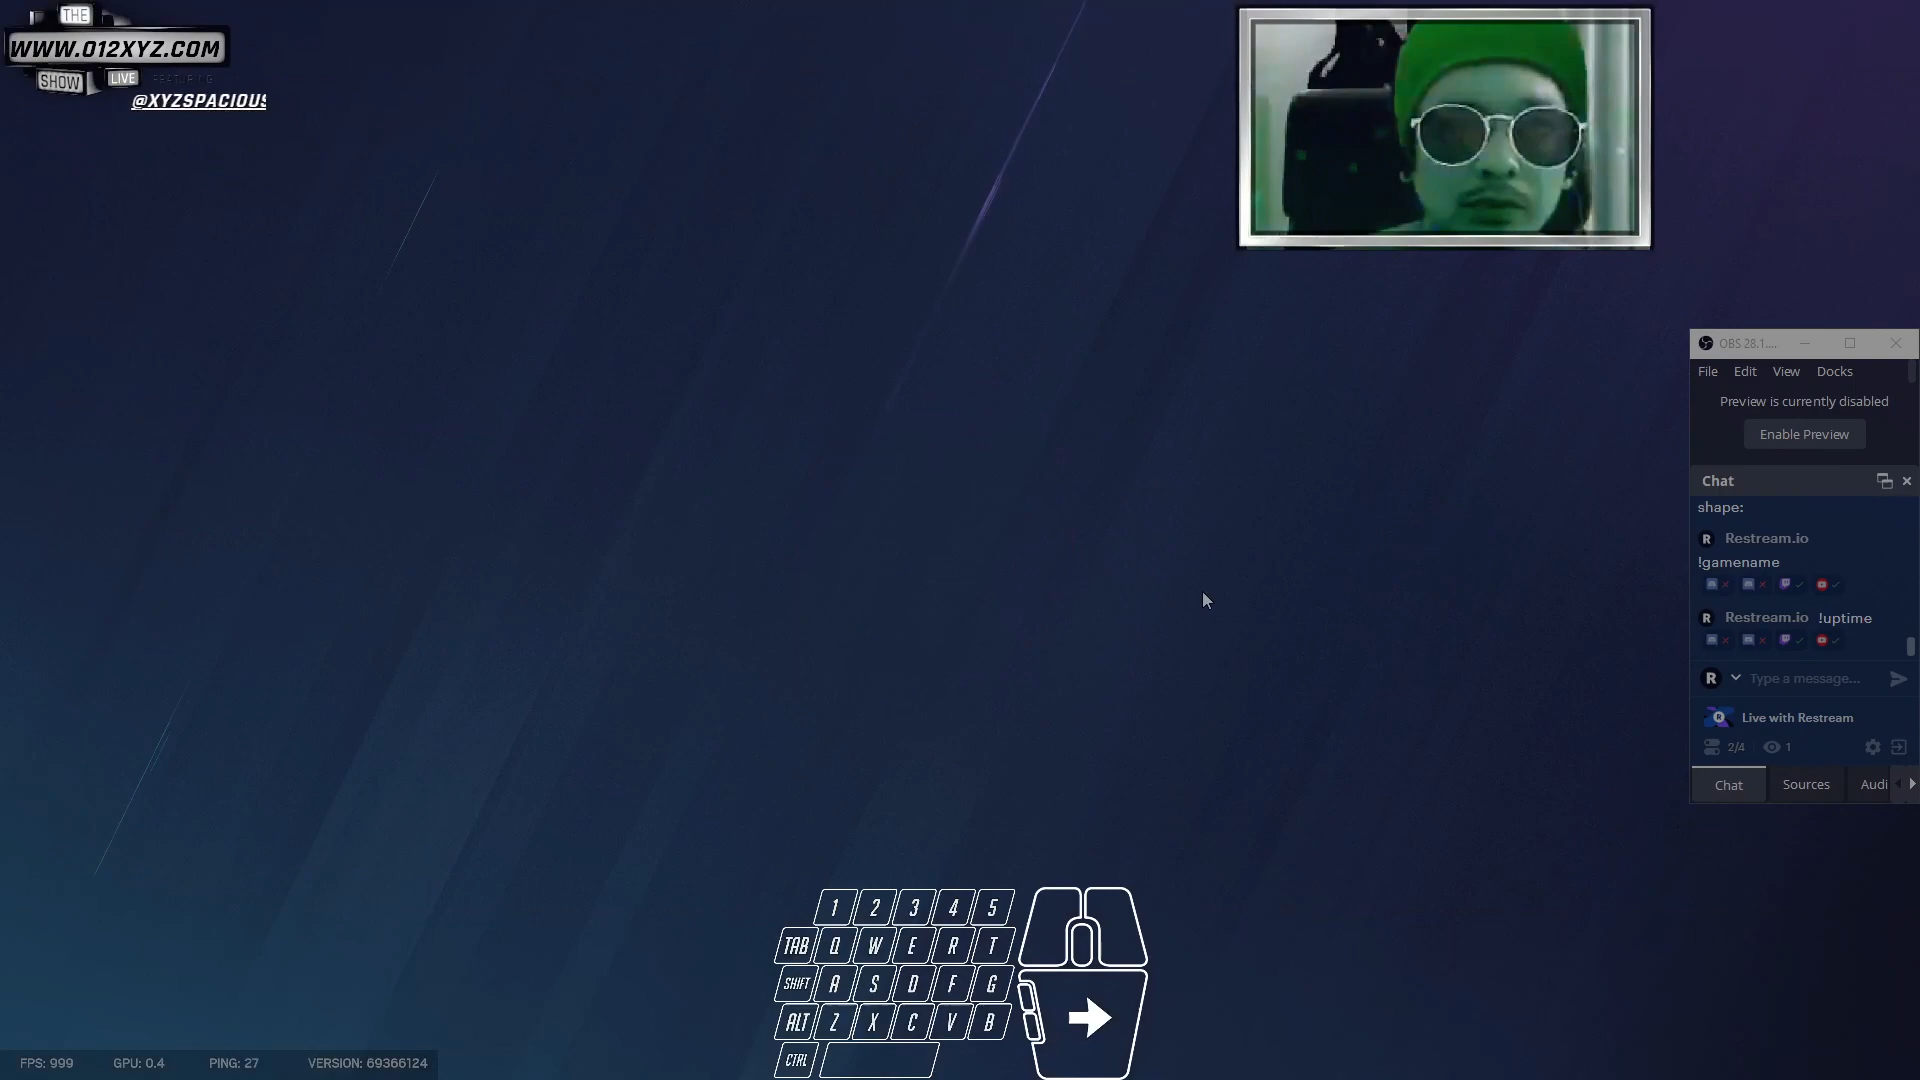 THE
WWW.012XYZ.COM
SHOW LIVE FEATURING
@XYZSPACIOUS
OBS 28.1....
File Edit View Docks
Preview is currently disabled
Enable Preview
Chat
shape:
R Restream.io
!gamename
R Restream.io !uptime
R Type a message...
Live with Restream
2/4 1
Chat Sources Audi
1 2 3 4 5
TAB Q W E R T
SHIFT A S D F G
ALT Z X C V B
CTRL
FPS: 999 GPU: 0.4 PING: 27 VERSION: 69366124